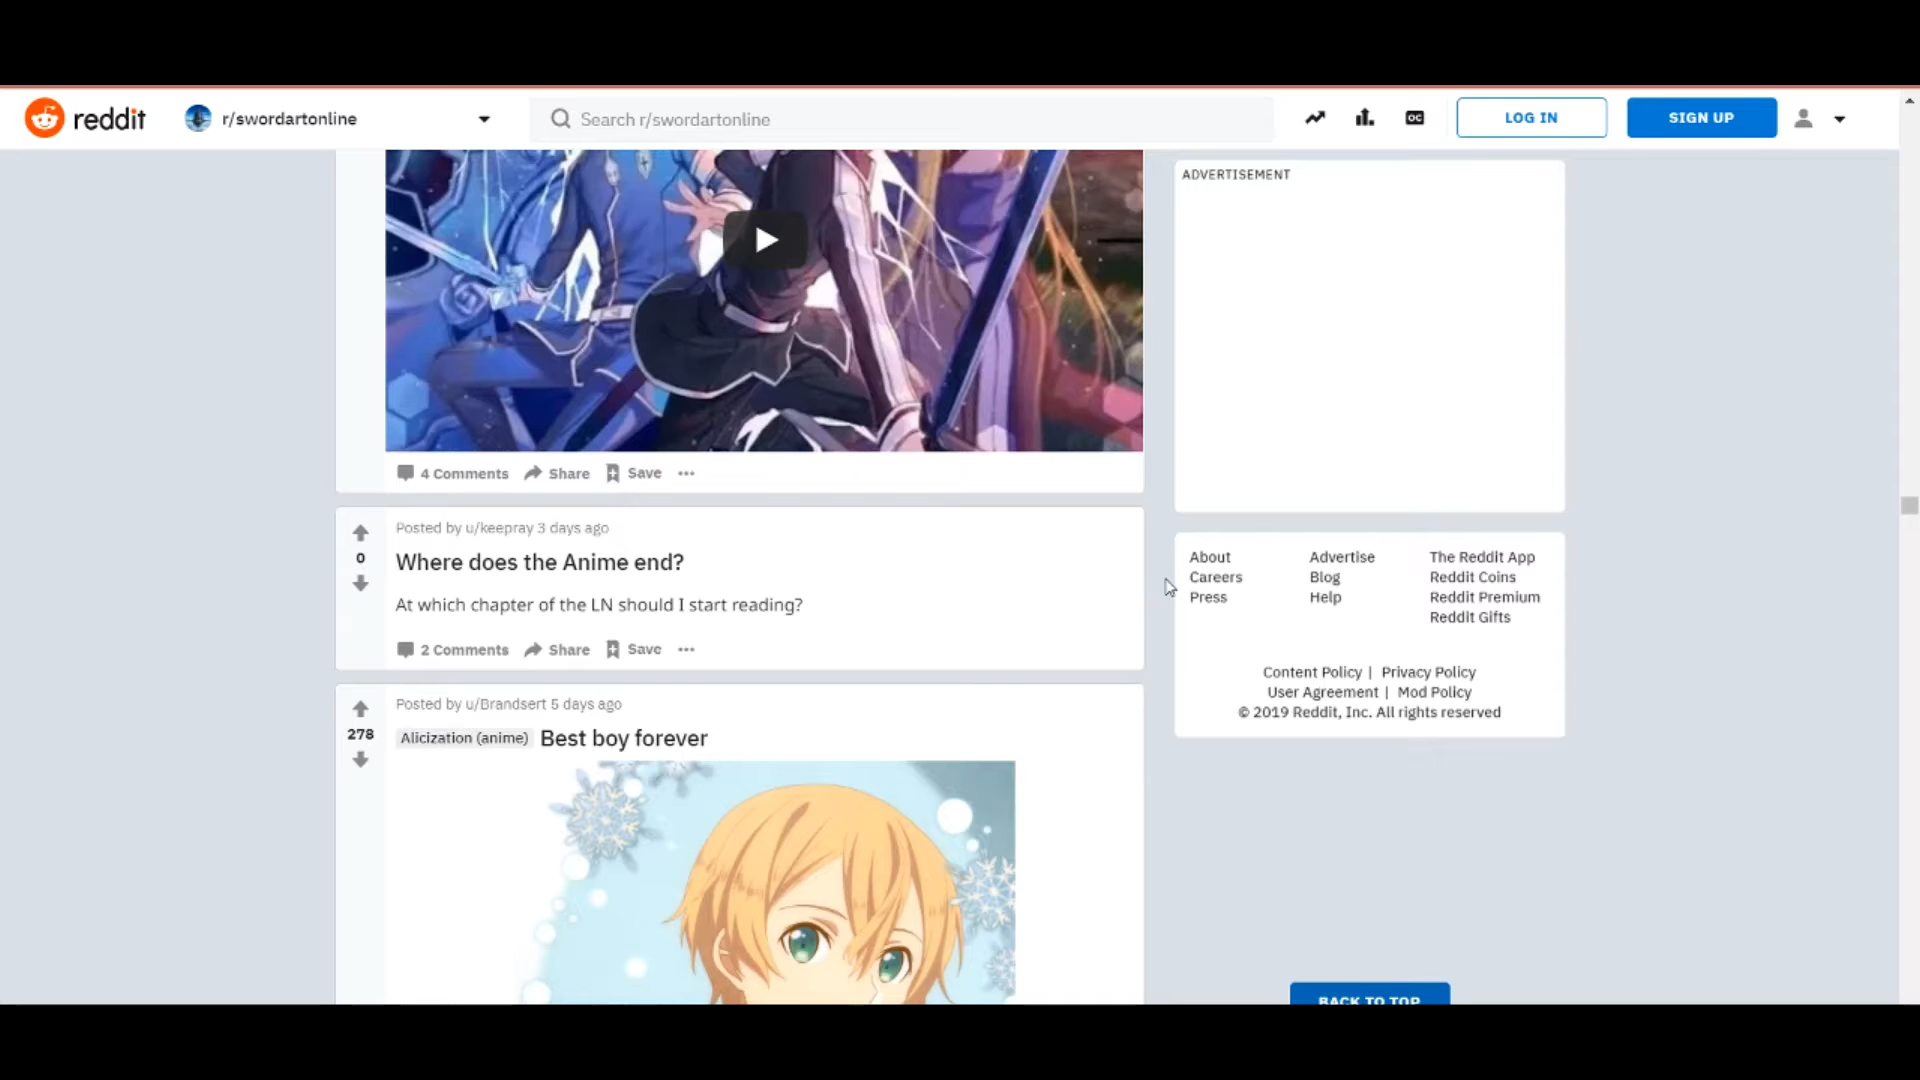 reddit
r/swordartonline
Search r/swordartonline
OC
LOG IN
SIGN UP
ADVERTISEMENT
4 Comments
Share
Save
Posted by u/keepray 3 days ago
0
Where does the Anime end?
At which chapter of the LN should I start reading?
2 Comments
Share
Save
Posted by u/Brandsert 5 days ago
278
Alicization (anime) Best boy forever
About
Careers
Press
Advertise
Blog
Help
The Reddit App
Reddit Coins
Reddit Premium
Reddit Gifts
Content Policy | Privacy Policy
User Agreement | Mod Policy
© 2019 Reddit, Inc. All rights reserved
BACK TO TOP